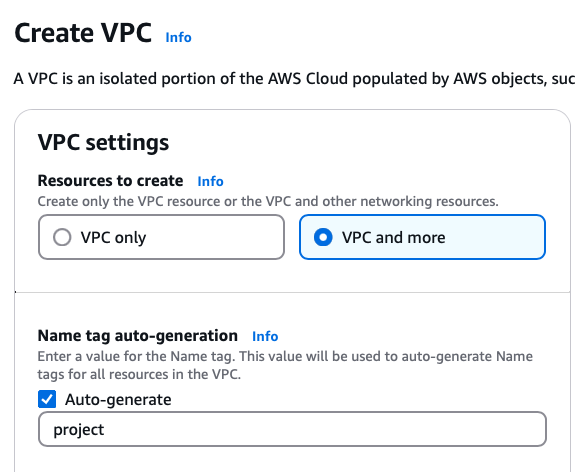 Create VPC Info
A VPC is an isolated portion of the AWS Cloud populated by AWS objects, suc
VPC settings
Resources to create Info
Create only the VPC resource or the VPC and other networking resources.
VPC only
VPC and more
Name tag auto-generation Info
Enter a value for the Name tag. This value will be used to auto-generate Name
tags for all resources in the VPC.
Auto-generate
project